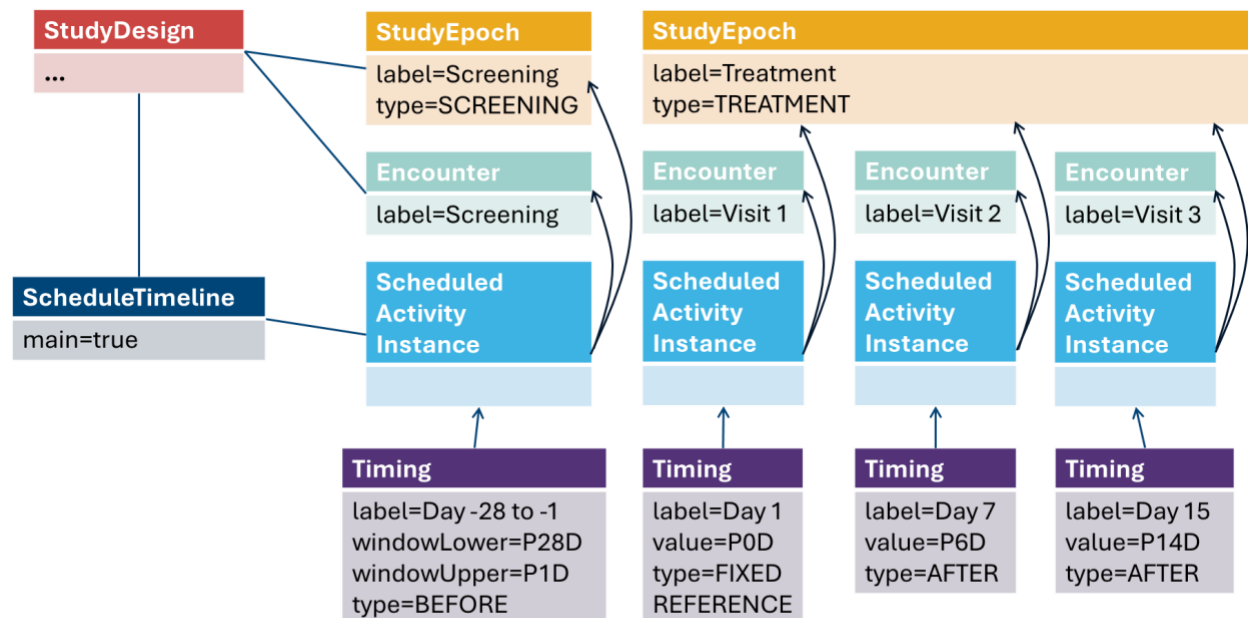 StudyDesign
...
StudyEpoch
label=Screening
type=SCREENING
StudyEpoch
label=Treatment
type=TREATMENT
Encounter
label=Screening
Encounter
label=Visit 1
Encounter
label=Visit 2
Encounter
label=Visit 3
ScheduleTimeline
main=true
Scheduled
Activity
Instance
Scheduled
Activity
Instance
Scheduled
Activity
Instance
Scheduled
Activity
Instance
Timing
label=Day -28 to -1
windowLower=P28D
windowUpper=P1D
type=BEFORE
Timing
label=Day 1
value=P0D
type=FIXED
REFERENCE
Timing
label=Day 7
value=P6D
type=AFTER
Timing
label=Day 15
value=P14D
type=AFTER